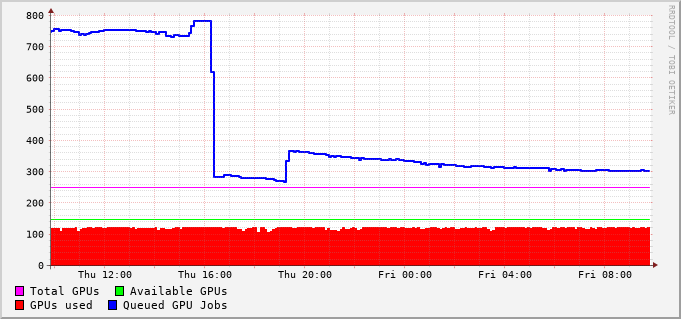 800
700
600
500
400
300
200
100
0
Thu 12:00 Thu 16:00 Thu 20:00 Fri 00:00 Fri 04:00 Fri 08:00
Total GPUs Available GPUs
GPUs used Queued GPU Jobs
RRDTOOL / TOBI OETIKER